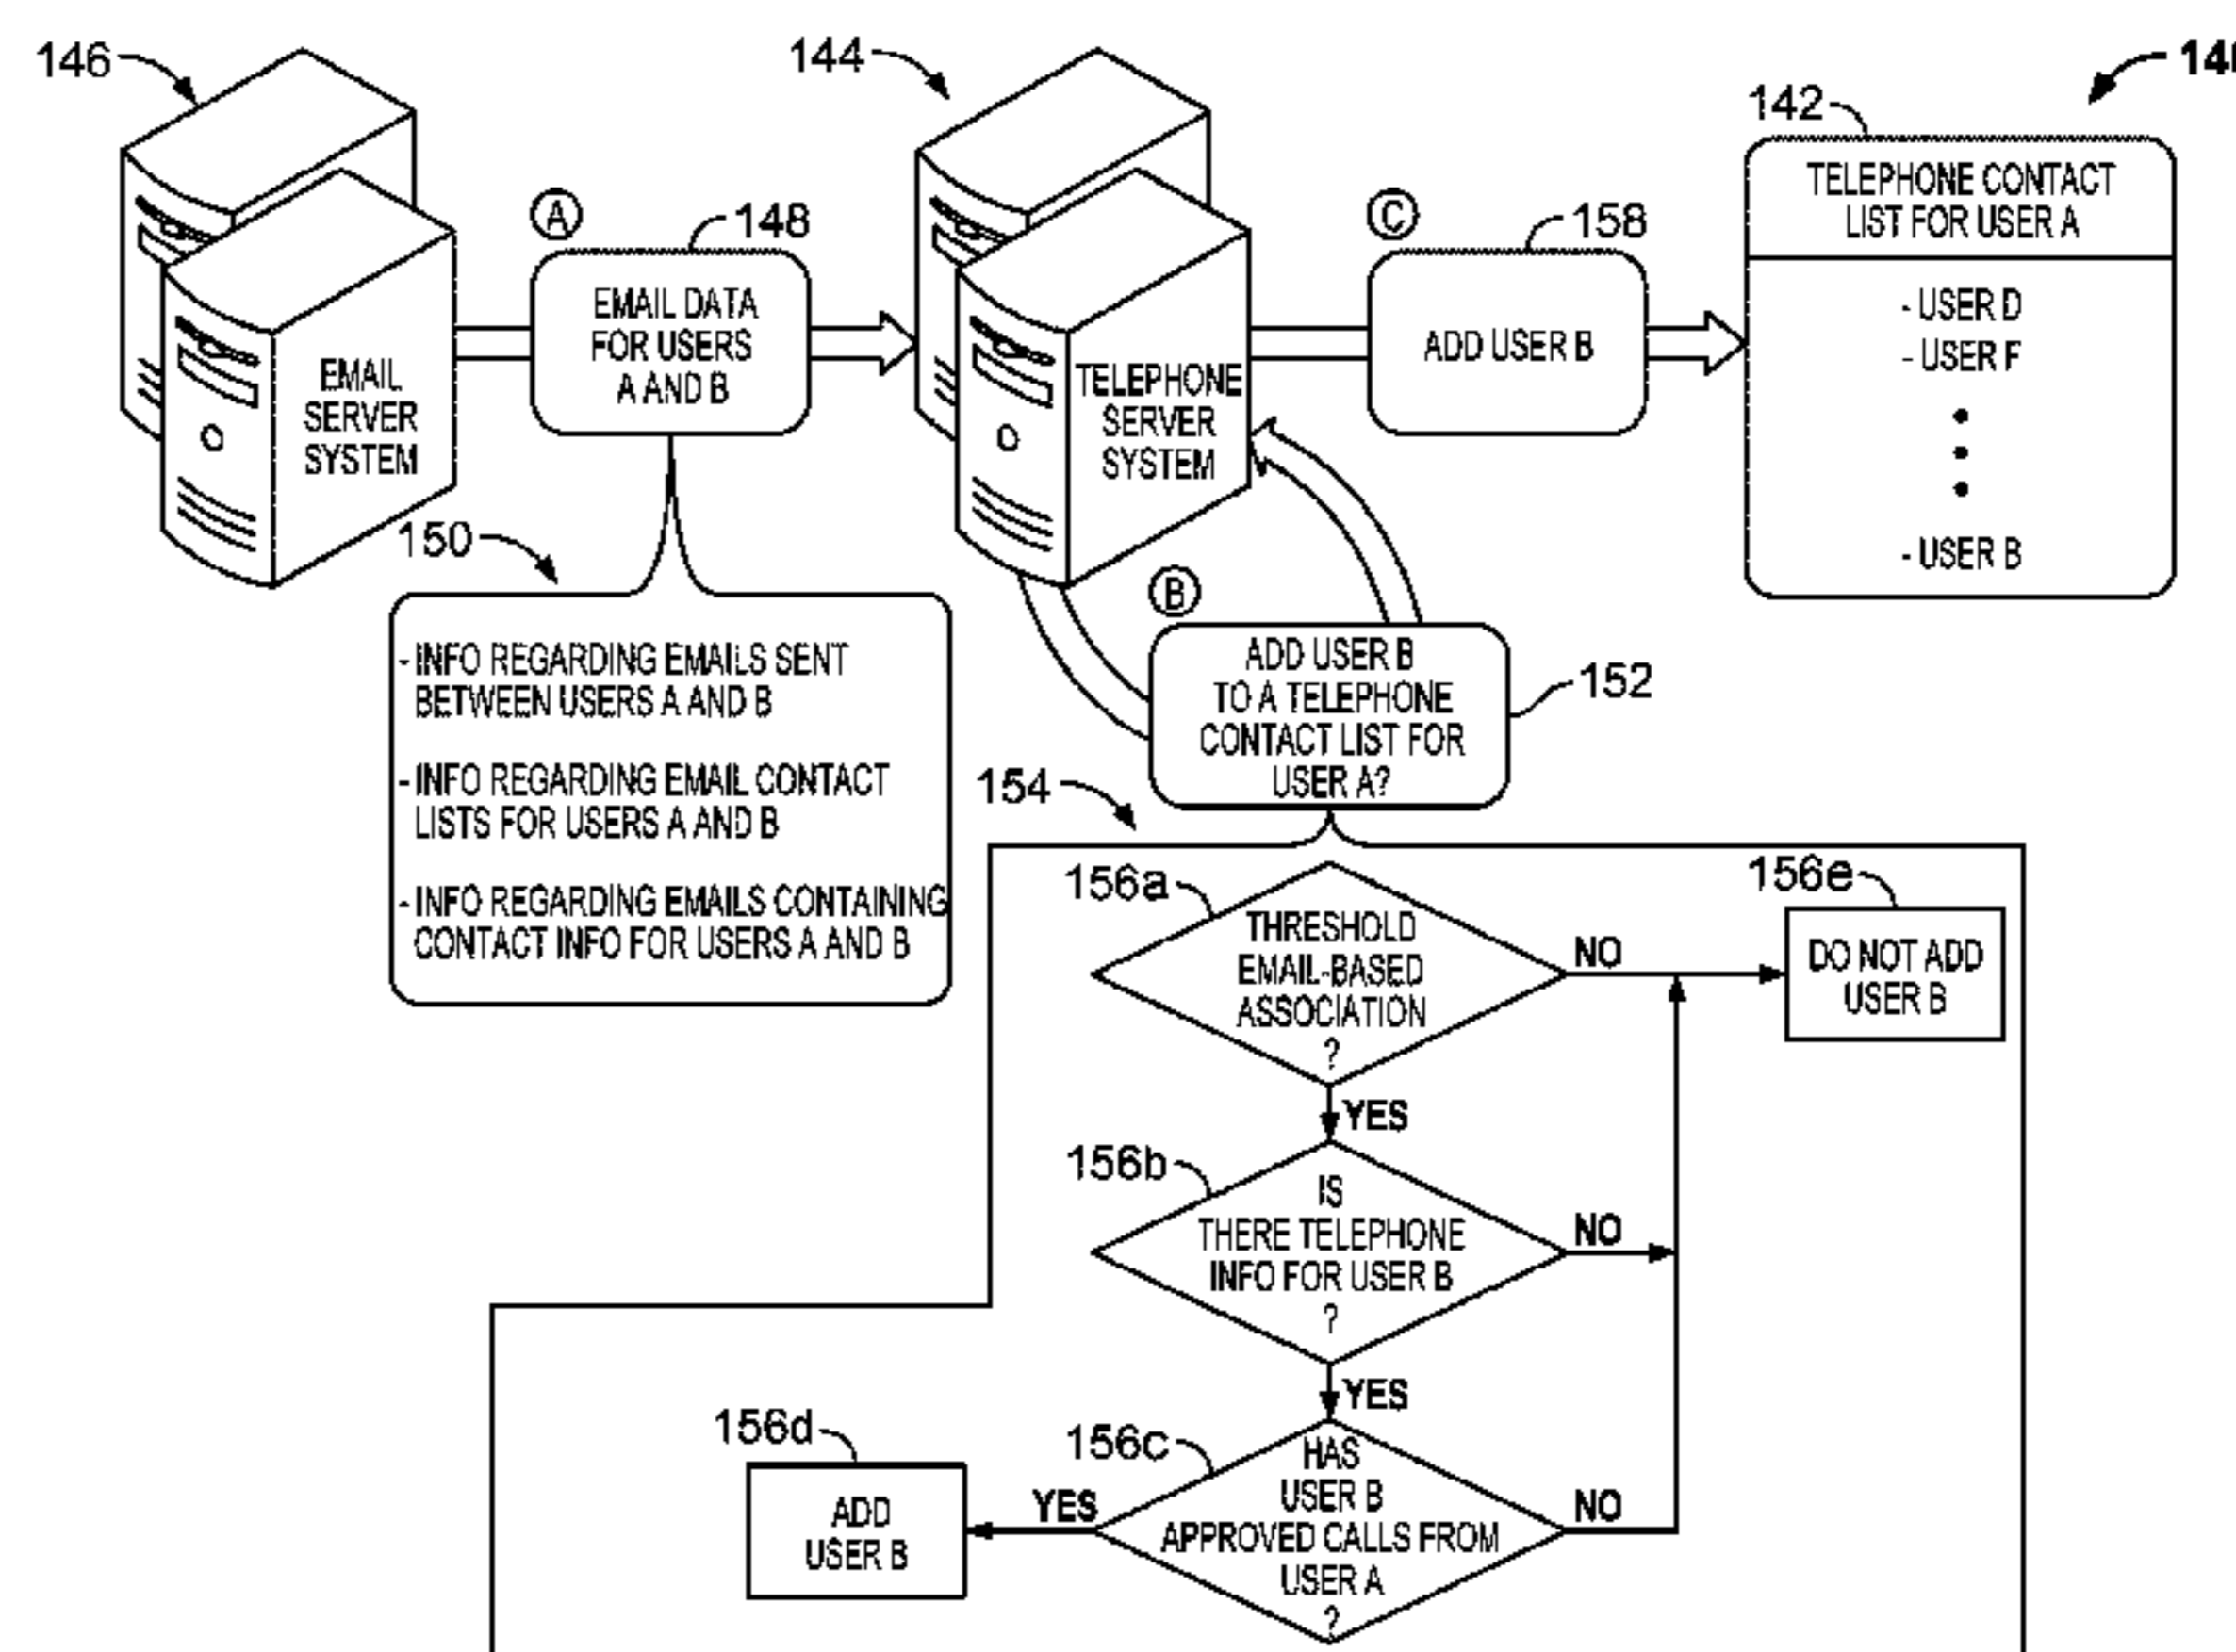 146
144
140
142
TELEPHONE CONTACT
LIST FOR USER A
- USER D
- USER F
- USER B
A
148
EMAIL DATA
FOR USERS
A AND B
C
158
ADD USER B
EMAIL
SERVER
SYSTEM
TELEPHONE
SERVER
SYSTEM
150
- INFO REGARDING EMAILS SENT
BETWEEN USERS A AND B
- INFO REGARDING EMAIL CONTACT
LISTS FOR USERS A AND B
- INFO REGARDING EMAILS CONTAINING
CONTACT INFO FOR USERS A AND B
B
ADD USER B
TO A TELEPHONE
CONTACT LIST FOR
USER A?
152
154
156a
THRESHOLD
EMAIL-BASED
ASSOCIATION
?
NO
156e
DO NOT ADD
USER B
YES
156b
IS
THERE TELEPHONE
INFO FOR USER B
?
NO
YES
156c
HAS
USER B
APPROVED CALLS FROM
USER A
?
NO
YES
156d
ADD
USER B